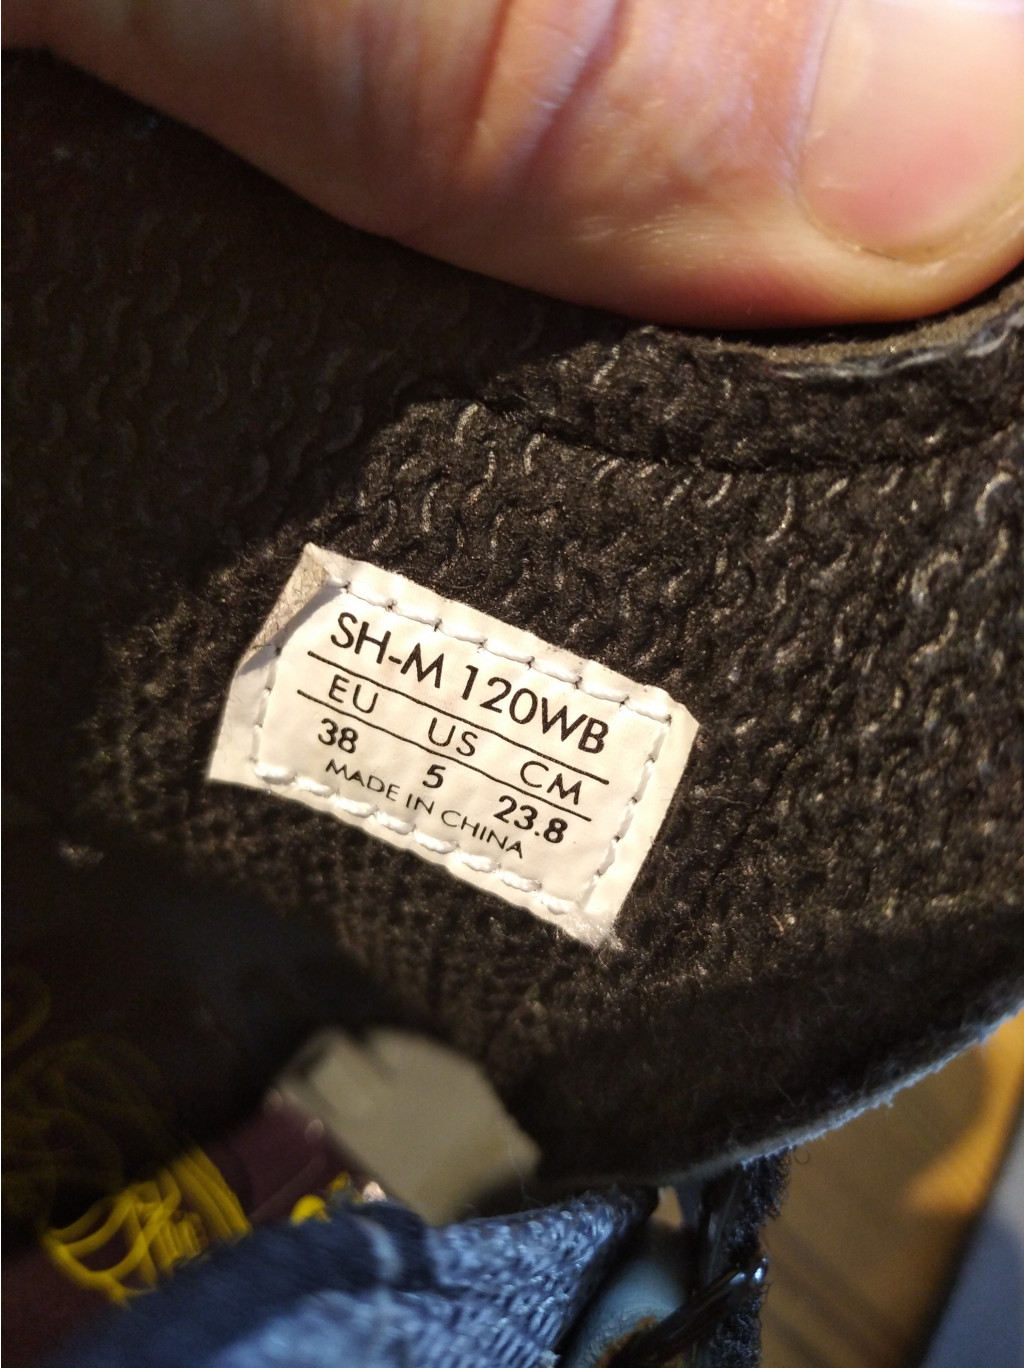 SH-M 120WB
EU US CM
38 5 23.8
MADE IN CHINA